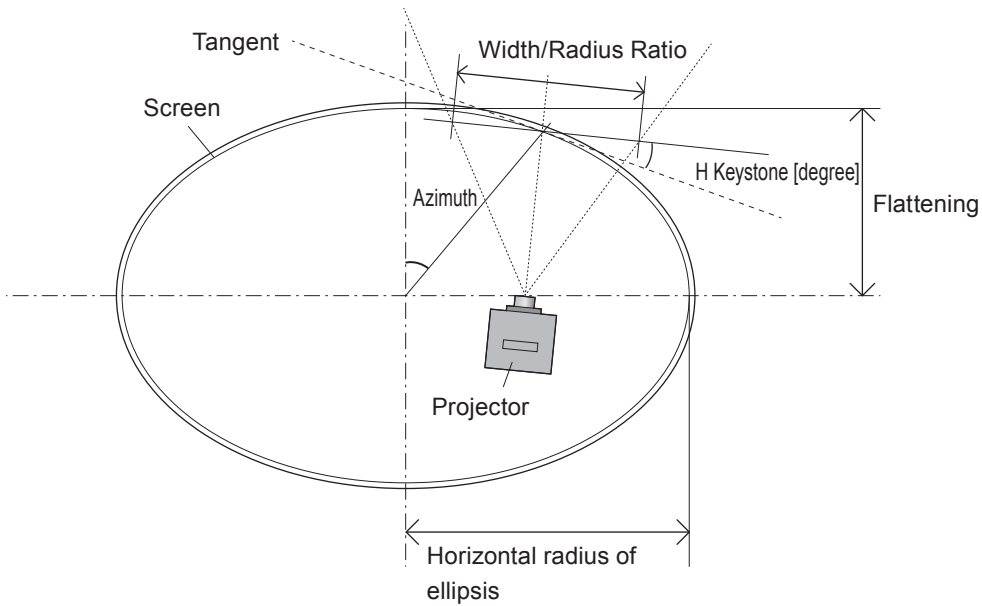 Tangent
Width/Radius Ratio
Screen
H Keystone [degree]
Azimuth
Flattening
Projector
Horizontal radius of
ellipsis